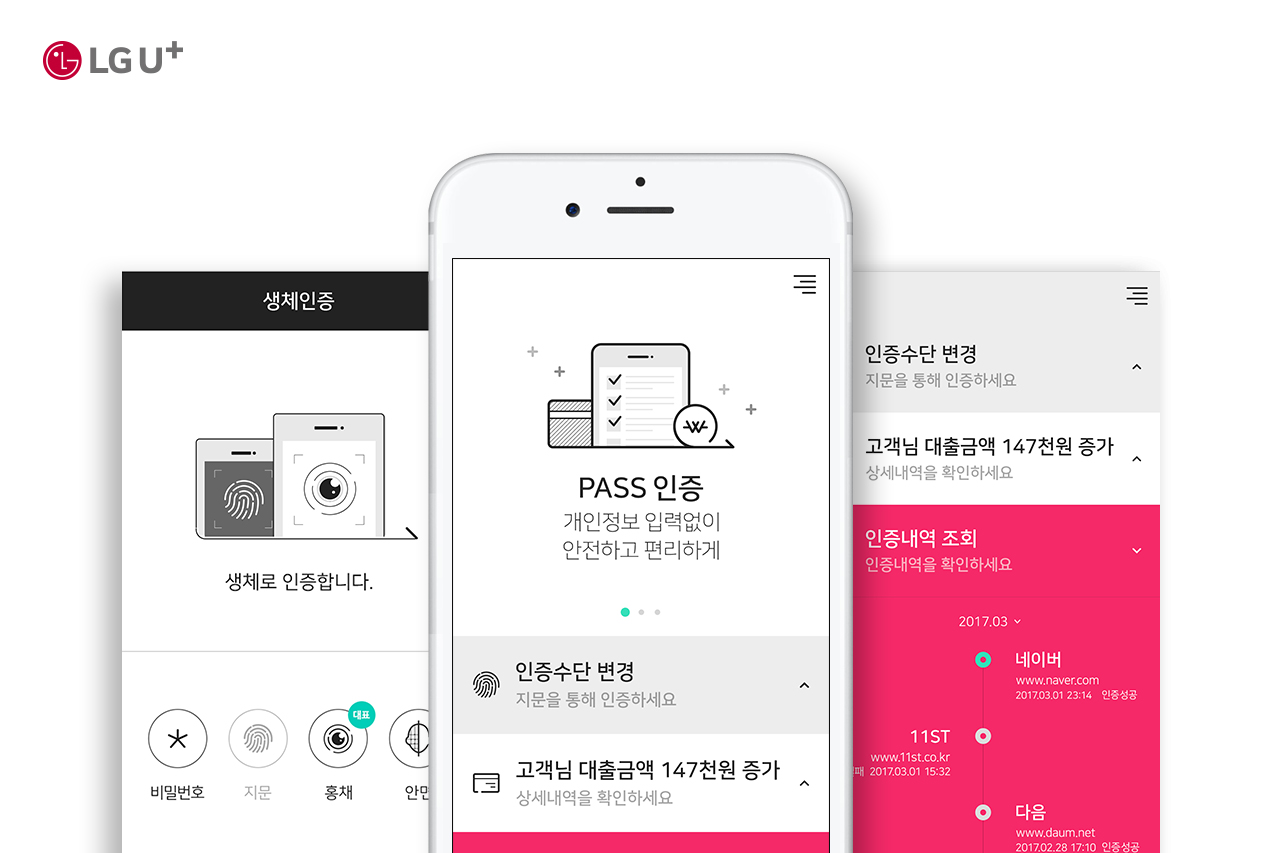 LG U+
생체인증
생체로 인증합니다.
비밀번호
지문
대표
홍채
PASS 인증
개인정보 입력없이
안전하고 편리하게
인증수단 변경
지문을 통해 인증하세요
고객님 대출금액 147천원 증가
상세내역을 확인하세요
인증수단 변경
지문을 통해 인증하세요
고객님 대출금액 147천원 증가
상세내역을 확인하세요
인증내역 조회
인증내역을 확인하세요
2017.03
네이버
www.naver.com
2017.03.01 23:14 인증성공
11ST
www.11st.co.kr
패 2017.03.01 15:32
다음
www.daum.net
2017.02.28 17:10 인증성공